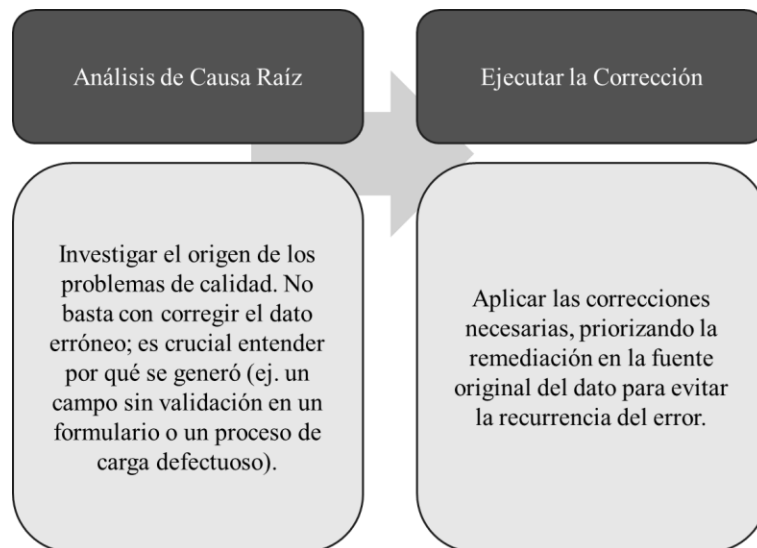 Análisis de Causa Raíz
Ejecutar la Corrección
Investigar el origen de los
problemas de calidad. No
basta con corregir el dato
erróneo; es crucial entender
por qué se generó (ej. un
campo sin validación en un
formulario o un proceso de
carga defectuoso).
Aplicar las correcciones
necesarias, priorizando la
remediación en la fuente
original del dato para evitar
la recurrencia del error.